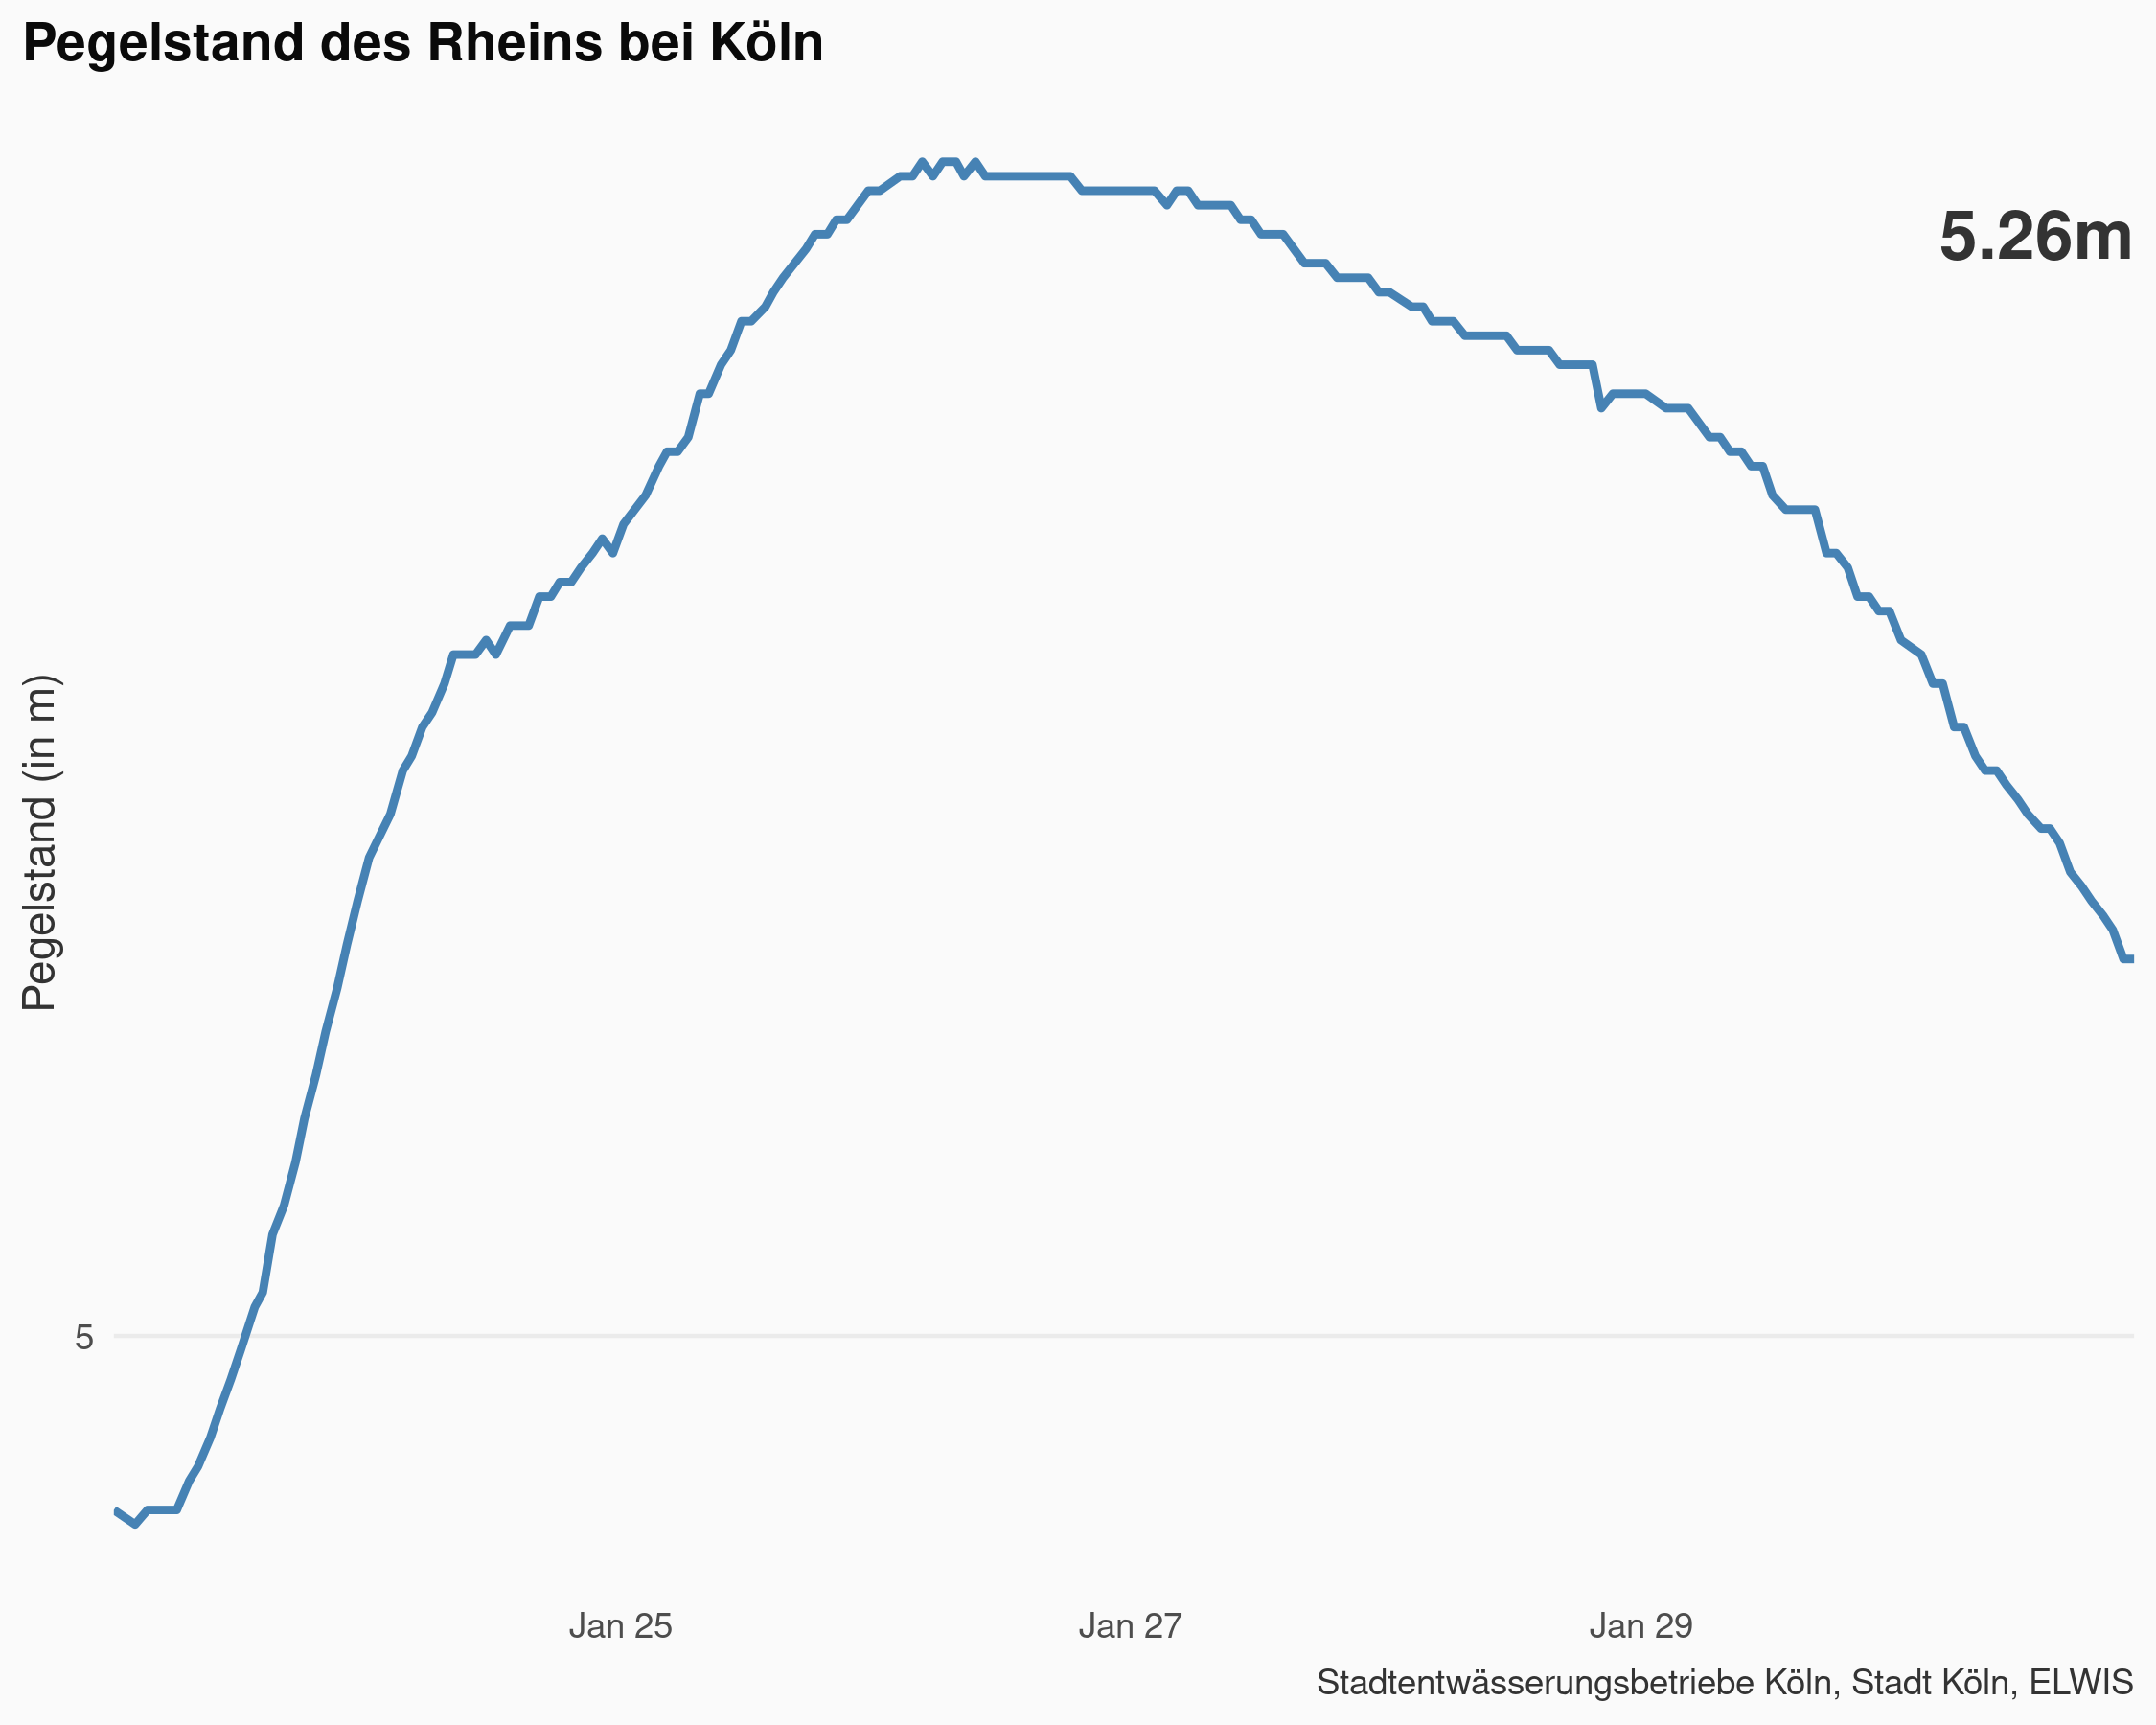 Pegelstand des Rheins bei Köln
5.26m
Pegelstand (in m)
5
Jan 25
Jan 27
Jan 29
Stadtentwässerungsbetriebe Köln, Stadt Köln, ELWIS